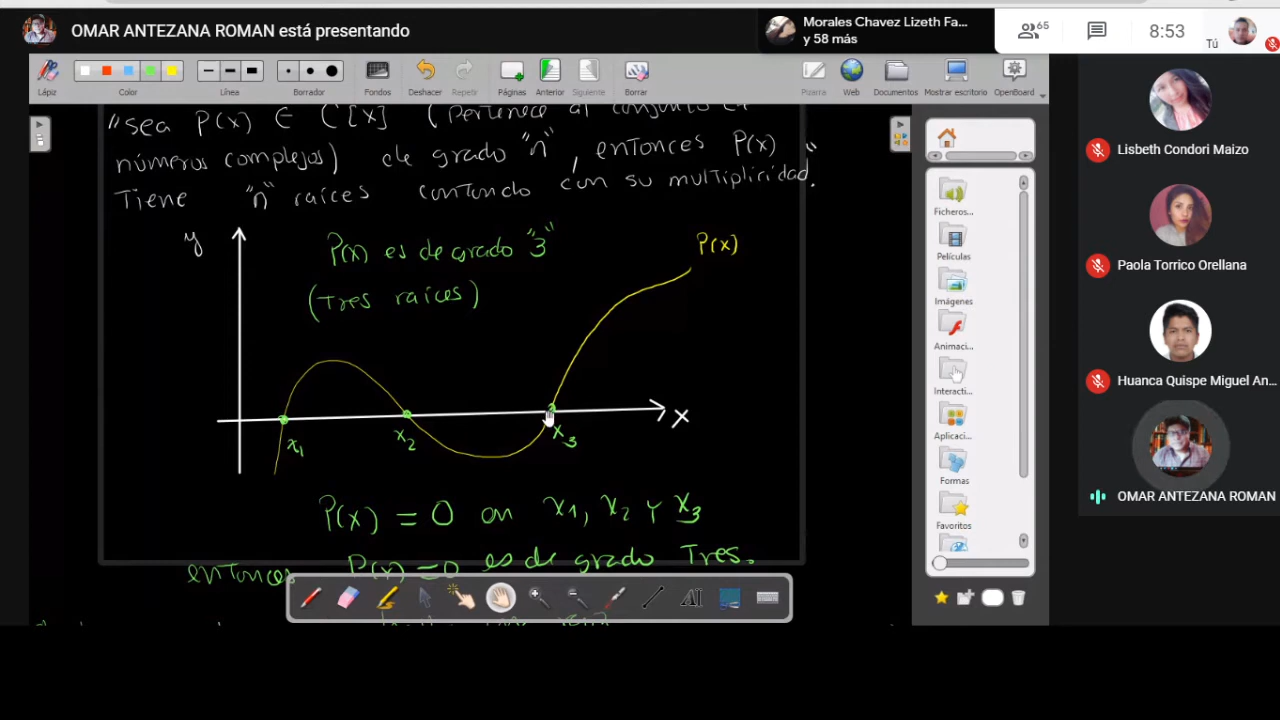 OMAR ANTEZANA ROMAN está presentando
Morales Chavez Lizeth Fa...
y 58 más
65
8:53
Tú
Lápiz
Color
Línea
Borrador
Fondos
Deshacer
Repetir
Páginas
Anterior
Siguiente
Borrar
Pizarra
Web
Documentos
Mostrar escritorio
OpenBoard
"sea P(x) ∈ C[x] (Pertenece al conjunto
números complejos) de grado "n", entonces P(x)
Tiene "n" raíces contando con su multipliridad."
y
P(x) es de grado "3"
(Tres raíces)
P(x)
x
x1
x2
x3
P(x) = 0 en x1, x2 y x3
entonces P(x) = 0 es de grado Tres.
Ficheros...
Películas
Imágenes
Animaci...
Interacti...
Aplicaci...
Formas
Favoritos
Lisbeth Condori Maizo
Paola Torrico Orellana
Huanca Quispe Miguel An...
OMAR ANTEZANA ROMAN